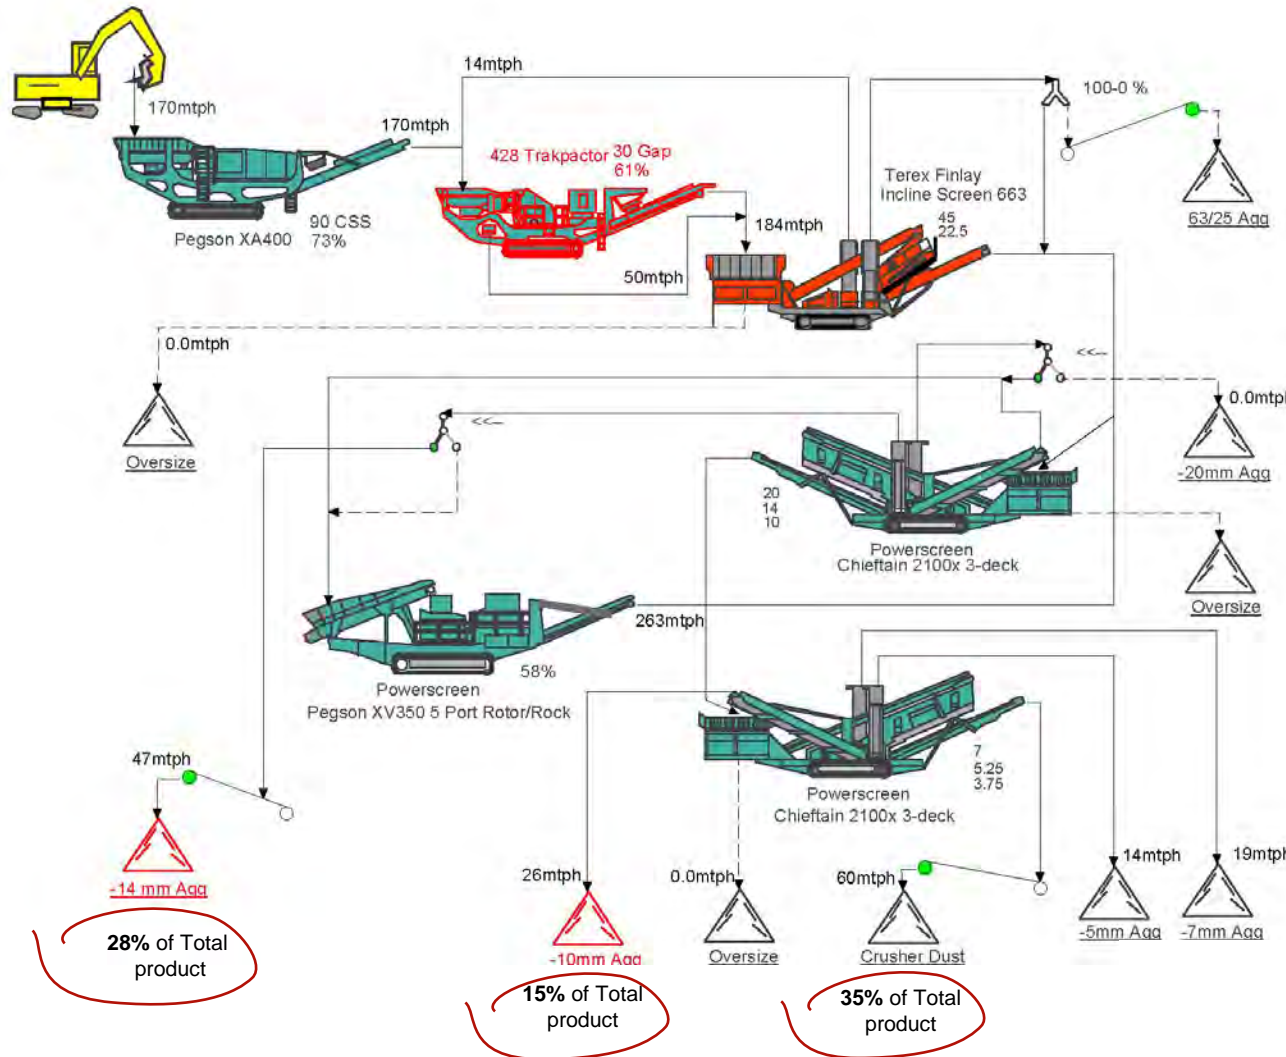 14mtph
100-0 %
170mtph
170mtph
428 Trakpactor
30 Gap
61%
Terex Finlay
Incline Screen 663
45
22.5
63/25 Agg
90 CSS
73%
Pegson XA400
184mtph
50mtph
0.0mtph
<<--
0.0mtph
<<--
Oversize
-20mm Agg
20
14
10
Powerscreen
Chieftain 2100x 3-deck
Oversize
263mtph
58%
Powerscreen
Pegson XV350 5 Port Rotor/Rock
47mtph
7
5.25
3.75
Powerscreen
Chieftain 2100x 3-deck
-14 mm Agg
26mtph
0.0mtph
60mtph
14mtph
19mtph
-10mm Agg
Oversize
Crusher Dust
-5mm Agg
-7mm Agg
28% of Total
product
15% of Total
product
35% of Total
product